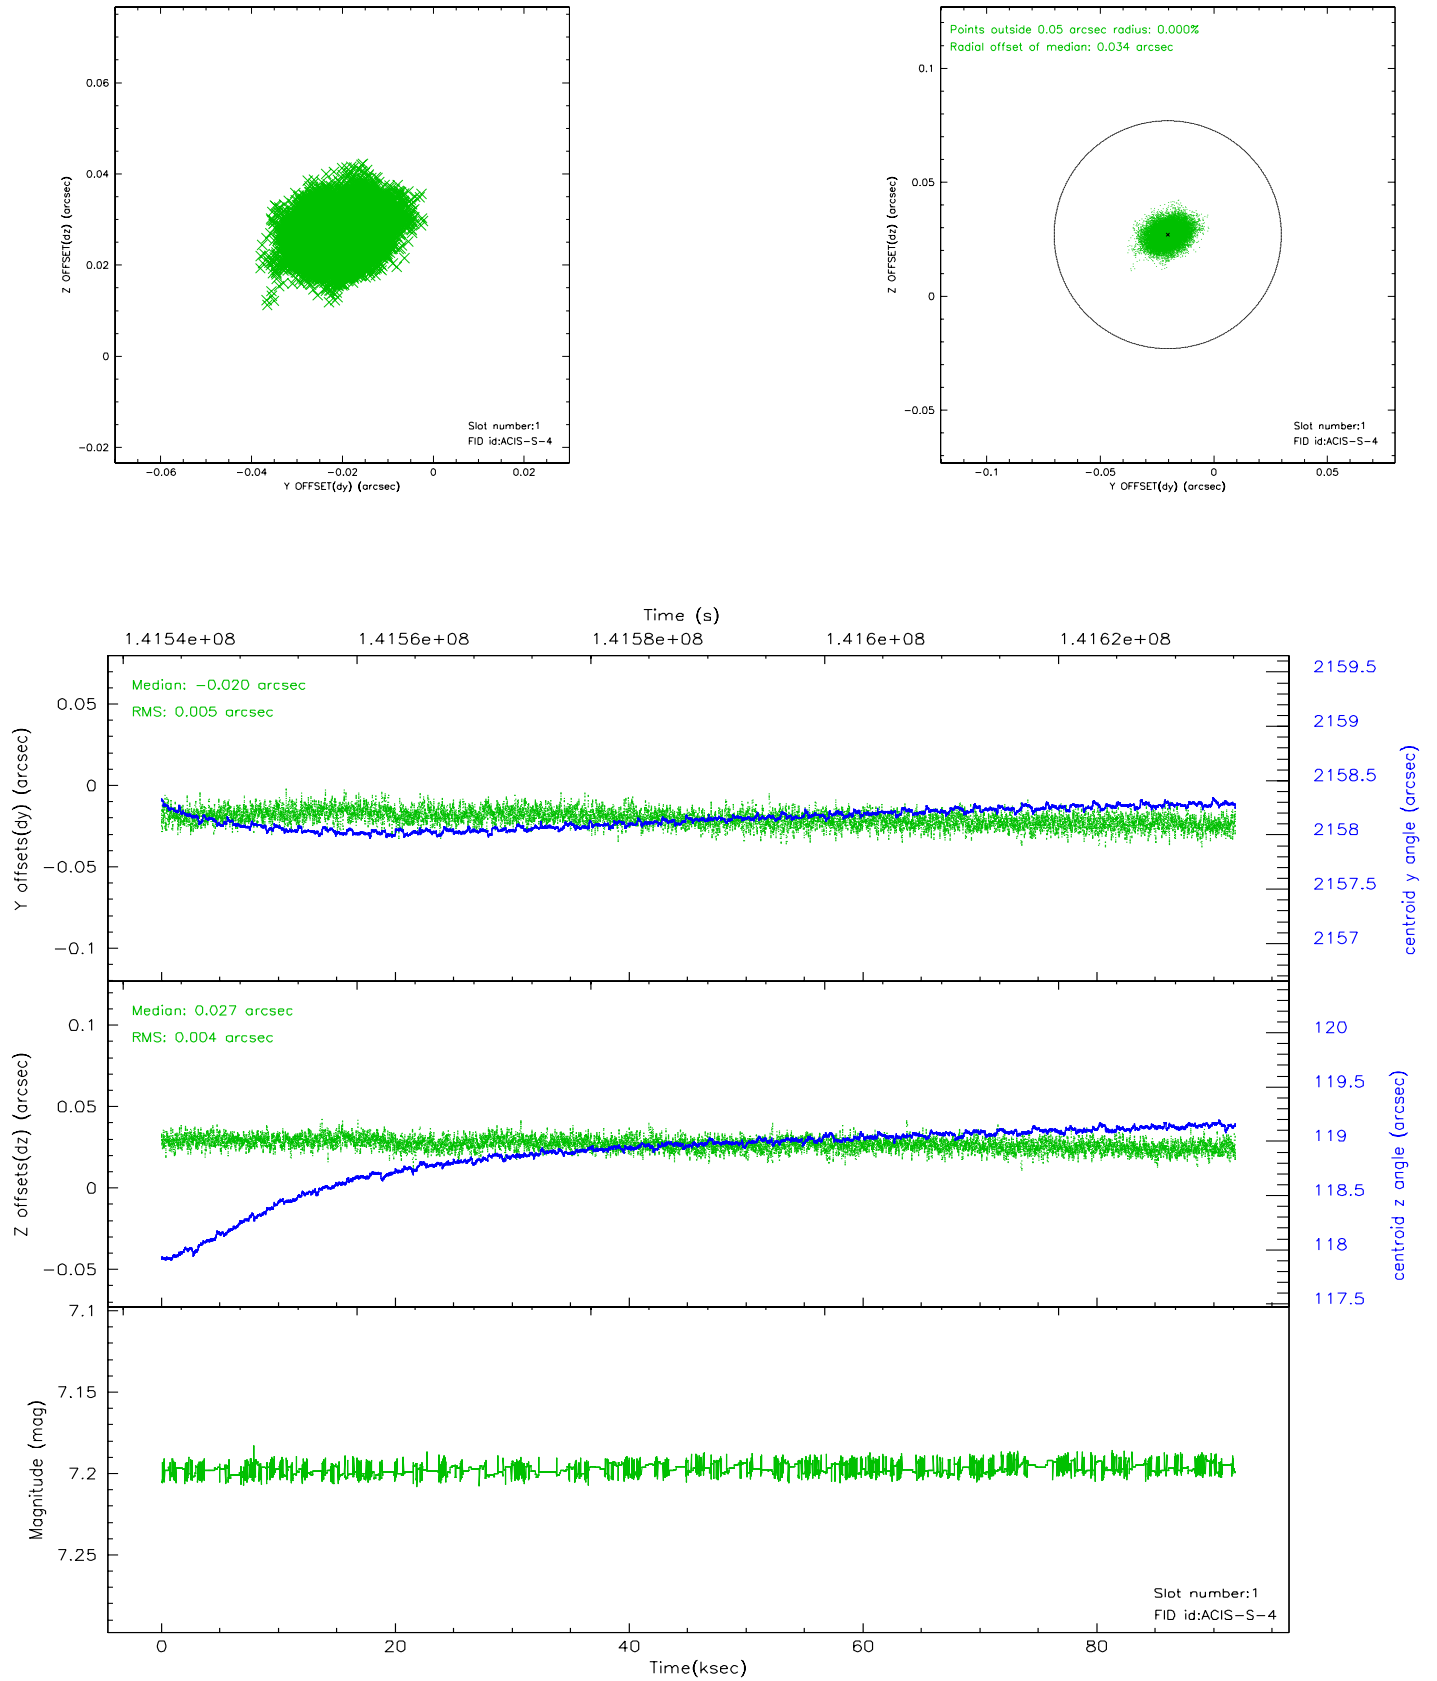 0.06
0.04
0.02
0
−0.02
Z OFFSET(dz) (arcsec)
−0.06 −0.04 −0.02 0 0.02
Y OFFSET(dy) (arcsec)
Slot number:1
FID id:ACIS−S−4
Points outside 0.05 arcsec radius: 0.000%
Radial offset of median: 0.034 arcsec
0.1
0.05
0
−0.05
Z OFFSET(dz) (arcsec)
−0.1 −0.05 0 0.05
Y OFFSET(dy) (arcsec)
Slot number:1
FID id:ACIS−S−4
Time (s)
1.4154e+08 1.4156e+08 1.4158e+08 1.416e+08 1.4162e+08
Median: −0.020 arcsec
RMS: 0.005 arcsec
0.05
0
−0.05
−0.1
Y offsets(dy) (arcsec)
2159.5
2159
2158.5
2158
2157.5
2157
centroid y angle (arcsec)
Median: 0.027 arcsec
RMS: 0.004 arcsec
0.1
0.05
0
−0.05
Z offsets(dz) (arcsec)
120
119.5
119
118.5
118
117.5
centroid z angle (arcsec)
7.1
7.15
7.2
7.25
Magnitude (mag)
Slot number:1
FID id:ACIS−S−4
0 20 40 60 80
Time(ksec)